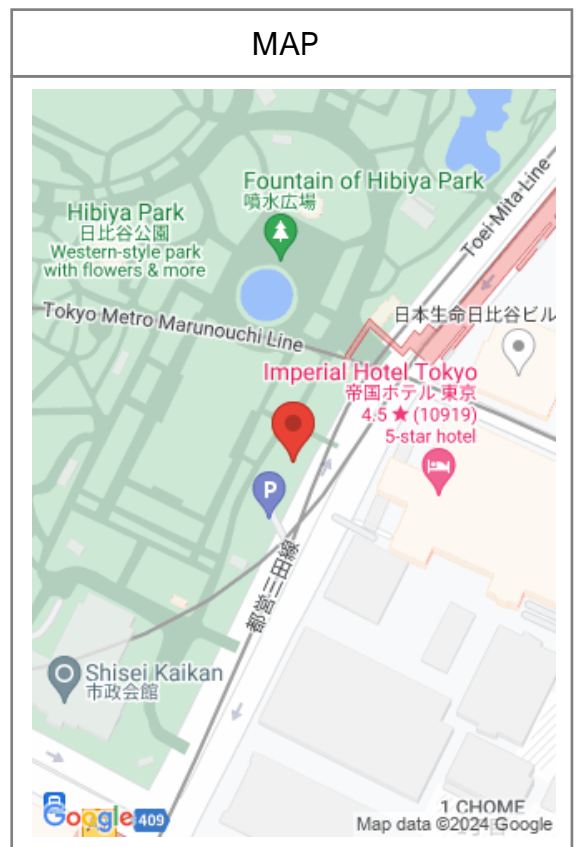 MAP
Fountain of Hibiya Park
噴水広場
Hibiya Park
日比谷公園
Western-style park
with flowers & more
Toei-Mita-Line
Tokyo Metro Marunouchi Line
日本生命日比谷ビル
Imperial Hotel Tokyo
帝国ホテル 東京
4.5 ★ (10919)
5-star hotel
P
都営三田線
Shisei Kaikan
市政会館
1 CHOME
Google
409
Map data ©2024 Google